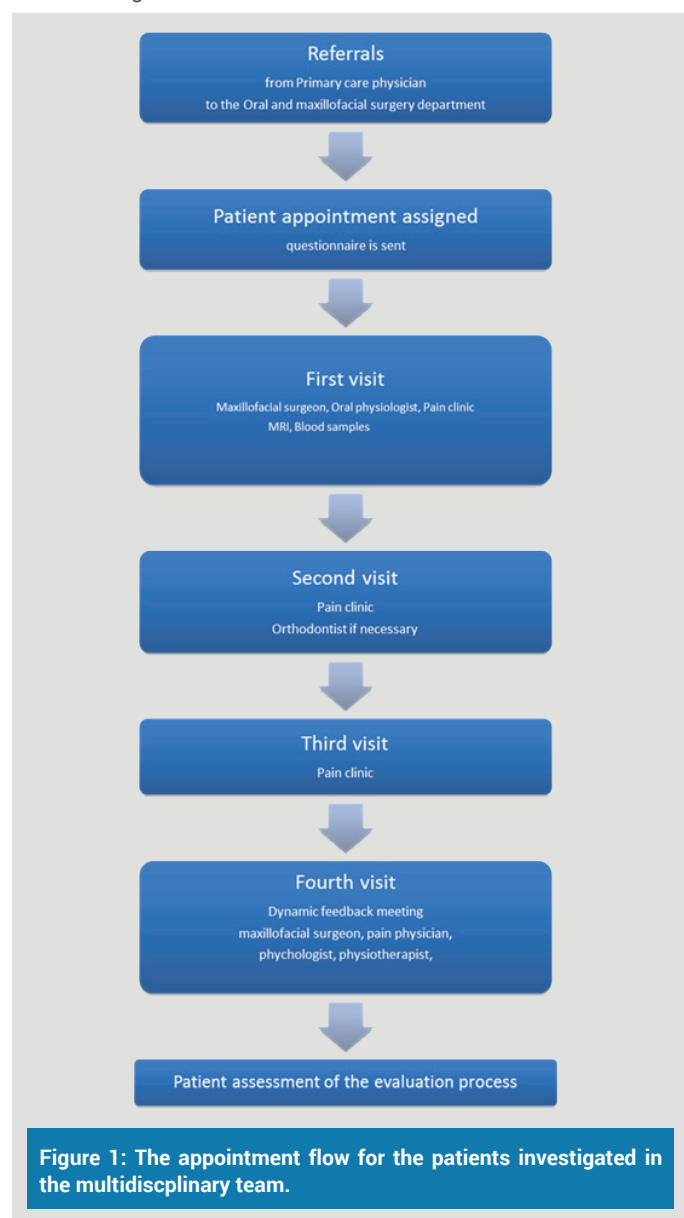 Referrals
from Primary care physician
to the Oral and maxillofacial surgery department
Patient appointment assigned
questionnaire is sent
First visit
Maxillofacial surgeon, Oral physiologist, Pain clinic
MRI, Blood samples
Second visit
Pain clinic
Orthodontist if necessary
Third visit
Pain clinic
Fourth visit
Dynamic feedback meeting
maxillofacial surgeon, pain physician,
phychologist, physiotherapist,
Patient assessment of the evaluation process
Figure 1: The appointment flow for the patients investigated in
the multidiscplinary team.